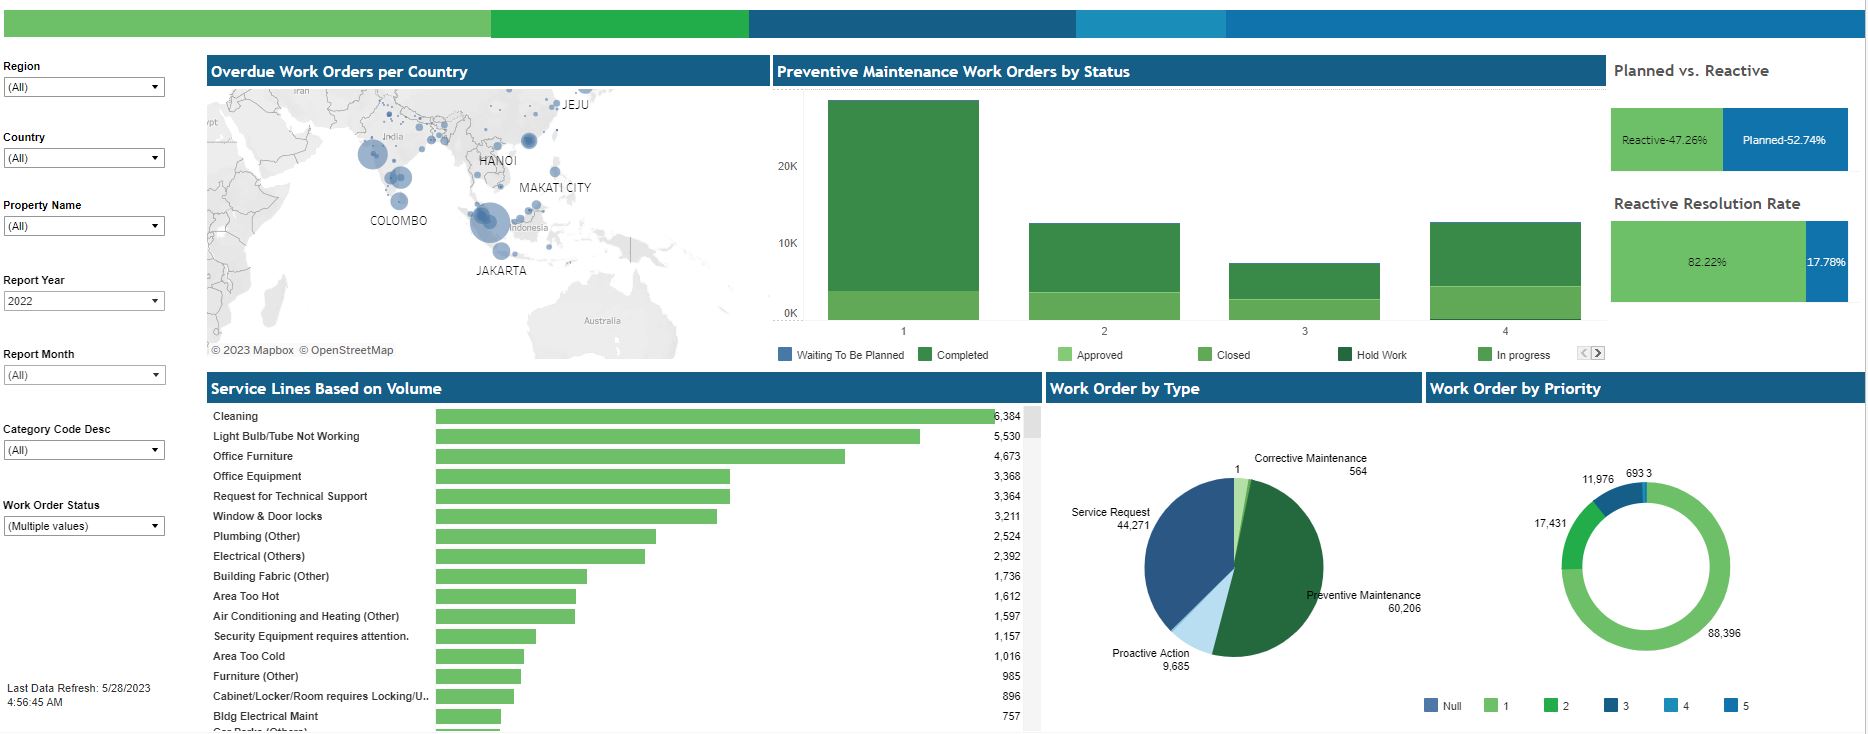 Region
(All)
Country
(All)
Property Name
(All)
Report Year
2022
Report Month
(All)
Category Code Desc
(All)
Work Order Status
(Multiple values)
Last Data Refresh: 5/28/2023
4:56:45 AM
Overdue Work Orders per Country
Iran
JEJU
India
HANOI
MAKATI CITY
COLOMBO
Indonesia
JAKARTA
Australia
© 2023 Mapbox © OpenStreetMap
Preventive Maintenance Work Orders by Status
20K
10K
0K
1 2 3 4
Waiting To Be Planned Completed Approved Closed Hold Work In progress
Planned vs. Reactive
Reactive-47.26% Planned-52.74%
Reactive Resolution Rate
82.22% 17.78%
Service Lines Based on Volume
Cleaning 6,384
Light Bulb/Tube Not Working 5,530
Office Furniture 4,673
Office Equipment 3,368
Request for Technical Support 3,364
Window & Door locks 3,211
Plumbing (Other) 2,524
Electrical (Others) 2,392
Building Fabric (Other) 1,736
Area Too Hot 1,612
Air Conditioning and Heating (Other) 1,597
Security Equipment requires attention. 1,157
Area Too Cold 1,016
Furniture (Other) 985
Cabinet/Locker/Room requires Locking/U.. 896
Bldg Electrical Maint 757
Work Order by Type
1
Corrective Maintenance
564
Service Request
44,271
Preventive Maintenance
60,206
Proactive Action
9,685
Work Order by Priority
11,976 693 3
17,431
88,396
Null 1 2 3 4 5